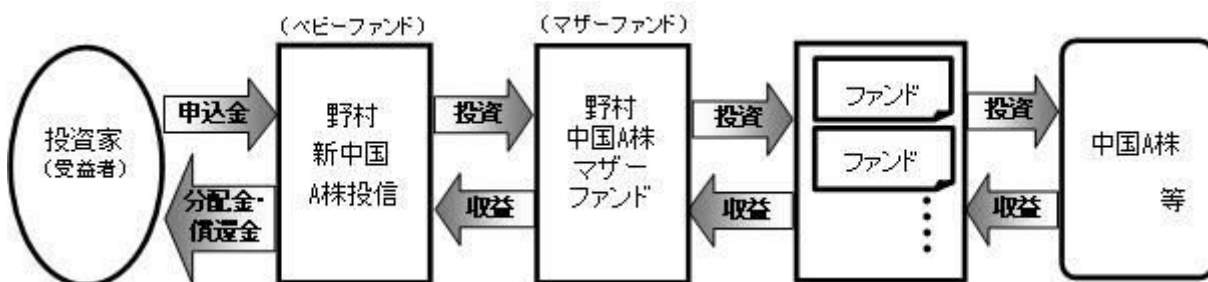 (ベビーファンド)
(マザーファンド)
投資家
(受益者)
申込金
分配金・
償還金
野村
新中国
A株投信
投資
収益
野村
中国A株
マザー
ファンド
投資
収益
ファンド
ファンド
投資
収益
中国A株
等